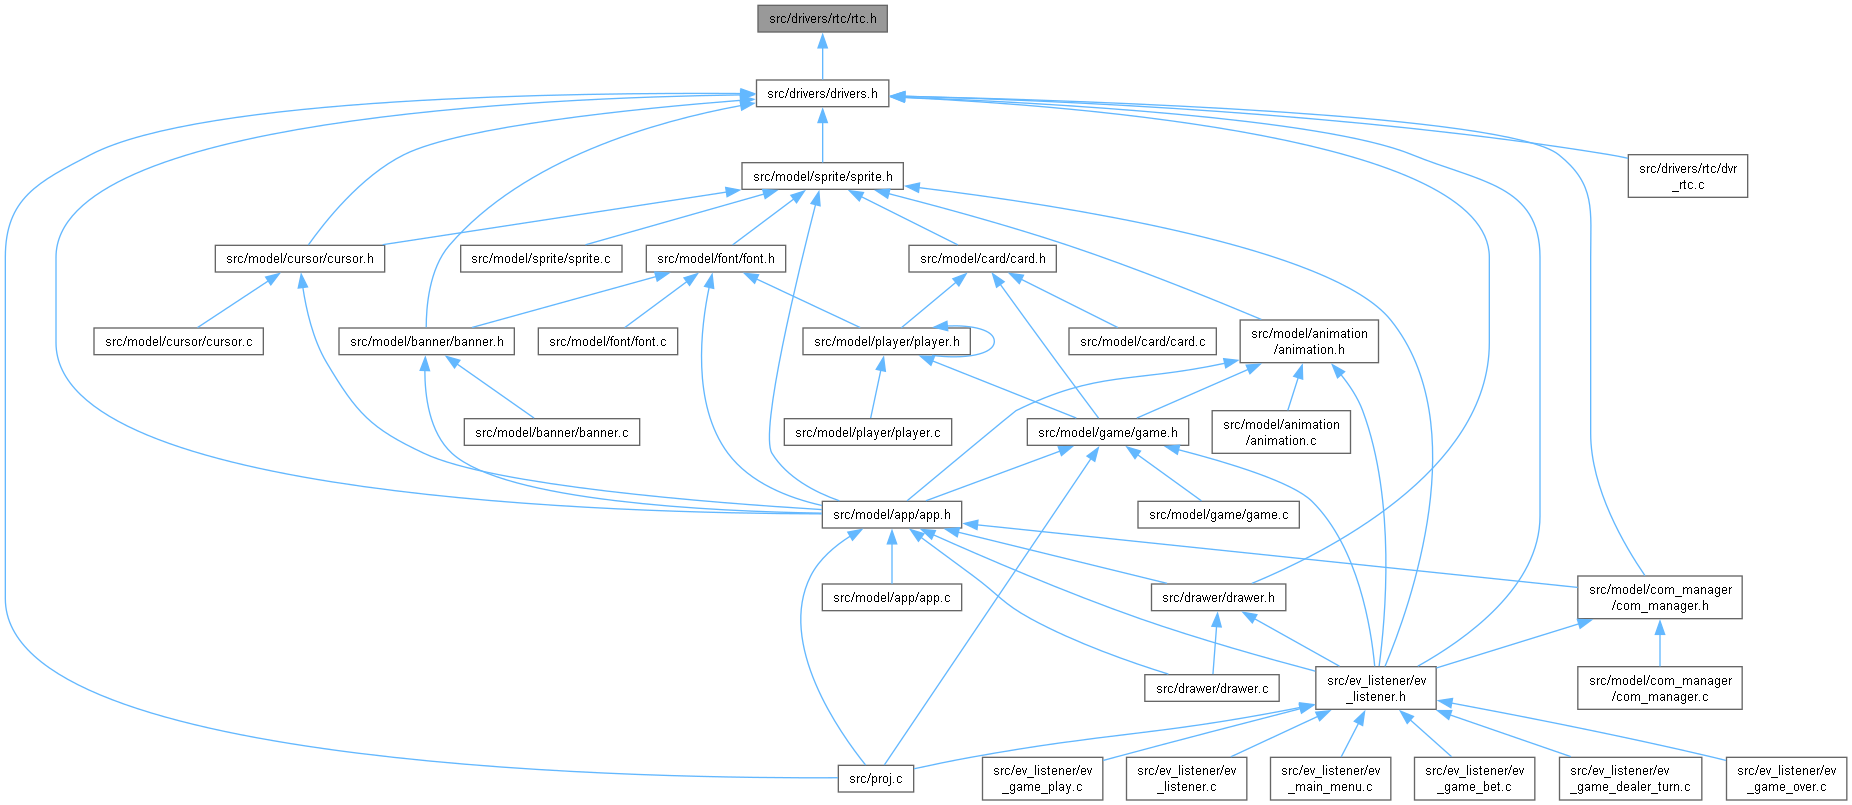 src/drivers/rtc/rtc.h
src/drivers/drivers.h
src/drivers/rtc/dvr
_rtc.c
src/model/sprite/sprite.h
src/model/cursor/cursor.h
src/model/sprite/sprite.c
src/model/font/font.h
src/model/card/card.h
src/model/cursor/cursor.c
src/model/banner/banner.h
src/model/font/font.c
src/model/player/player.h
src/model/card/card.c
src/model/animation
/animation.h
src/model/banner/banner.c
src/model/player/player.c
src/model/game/game.h
src/model/animation
/animation.c
src/model/app/app.h
src/model/game/game.c
src/model/app/app.c
src/drawer/drawer.h
src/model/com_manager
/com_manager.h
src/drawer/drawer.c
src/ev_listener/ev
_listener.h
src/model/com_manager
/com_manager.c
src/proj.c
src/ev_listener/ev
_game_play.c
src/ev_listener/ev
_listener.c
src/ev_listener/ev
_main_menu.c
src/ev_listener/ev
_game_bet.c
src/ev_listener/ev
_game_dealer_turn.c
src/ev_listener/ev
_game_over.c